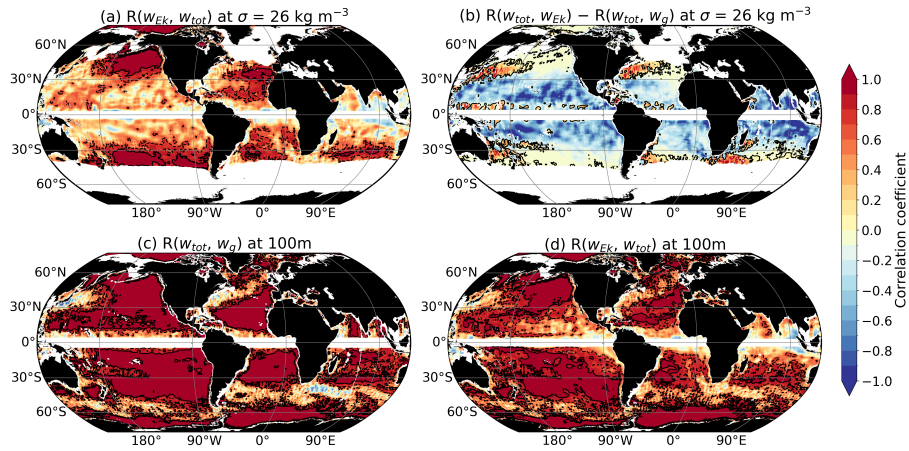 (a) R(w_Ek, w_tot) at σ = 26 kg m⁻³
(b) R(w_tot, w_Ek) − R(w_tot, w_g) at σ = 26 kg m⁻³
60°N
60°N
30°N
30°N
0°
0°
30°S
30°S
60°S
60°S
180° 90°W 0° 90°E
180° 90°W 0° 90°E
(c) R(w_tot, w_g) at 100m
(d) R(w_Ek, w_tot) at 100m
60°N
60°N
30°N
30°N
0°
0°
30°S
30°S
60°S
60°S
180° 90°W 0° 90°E
180° 90°W 0° 90°E
1.0
0.8
0.6
0.4
0.2
0.0
−0.2
−0.4
−0.6
−0.8
−1.0
Correlation coefficient